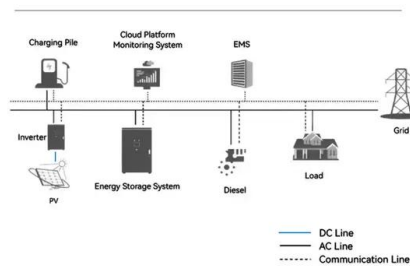 Charging Pile
Cloud Platform
Monitoring System
EMS
Grid
Inverter
PV
Energy Storage System
Diesel
Load
DC Line
AC Line
Communication Line